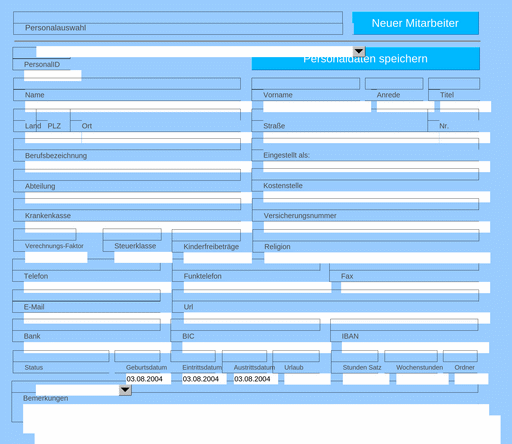 Personalauswahl Neuer Mitarbeiter
Personaldaten speichern
PersonalID
Name Vorname Anrede Titel
Land PLZ Ort Straße Nr.
Berufsbezeichnung Eingestellt als:
Abteilung Kostenstelle
Krankenkasse Versicherungsnummer
Verechnungs-Faktor Steuerklasse Kinderfreibeträge Religion
Telefon Funktelefon Fax
E-Mail Url
Bank BIC IBAN
Status Geburtsdatum Eintrittsdatum Austrittsdatum Urlaub Stunden Satz Wochenstunden Ordner
03.08.2004 03.08.2004 03.08.2004
Bemerkungen